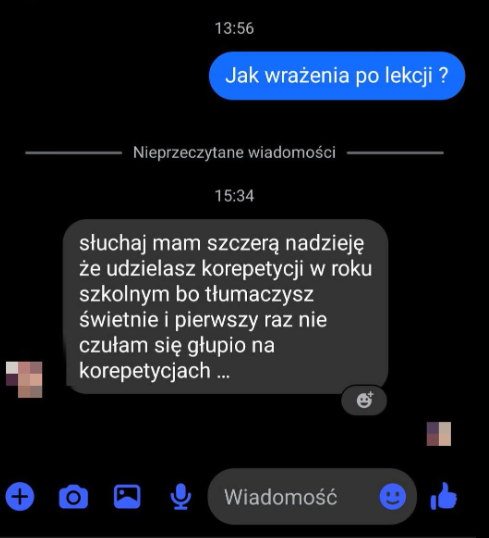 13:56
Jak wrażenia po lekcji ?
Nieprzeczytane wiadomości
15:34
słuchaj mam szczerą nadzieję
że udzielasz korepetycji w roku
szkolnym bo tłumaczysz
świetnie i pierwszy raz nie
czułam się głupio na
korepetycjach ...
Wiadomość